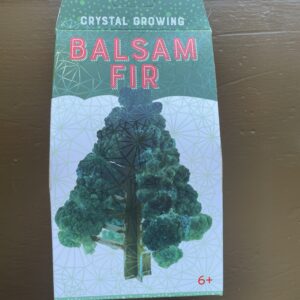 CRYSTAL GROWING
BALSAM
FIR
6+